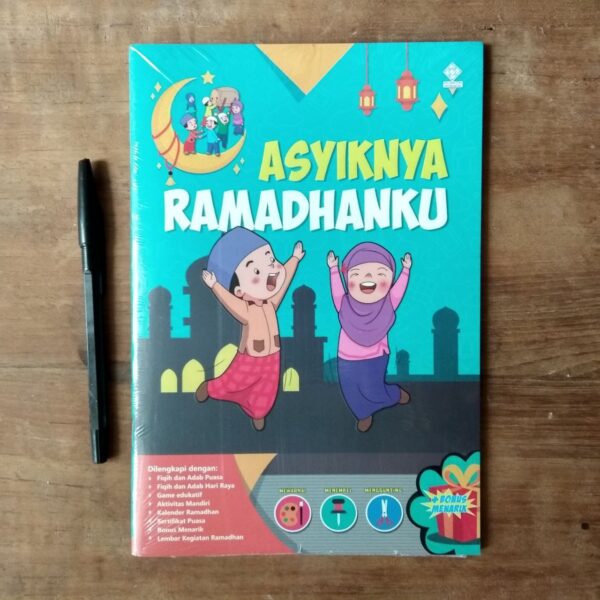 ASYIKNYA
RAMADHANKU
Dilengkapi dengan:
Fiqih dan Adab Puasa
Fiqih dan Adab Hari Raya
Game edukatif
Aktivitas Mandiri
Kalender Ramadhan
Sertifikat Puasa
Bonus Menarik
Lembar Kegiatan Ramadhan
MEWARNAI
MENEMPEL
MENGGUNTING
+ BONUS
MENARIK